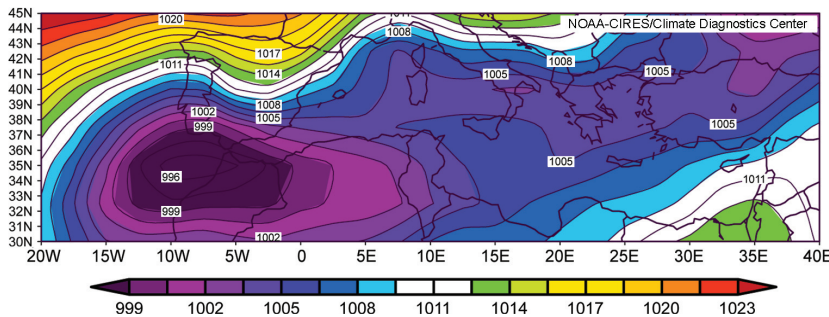 45N 1020 1011 NOAA-CIRES/Climate Diagnostics Center
44N
43N 1008
42N 1017
41N 1011 1014 1008
40N 1005 1005
39N 1008
38N 1002 1005
37N 999 1005
36N
35N 1005
34N 996 1011
33N
32N 999
31N
30N 1002
20W 15W 10W 5W 0 5E 10E 15E 20E 25E 30E 35E 40E
999 1002 1005 1008 1011 1014 1017 1020 1023